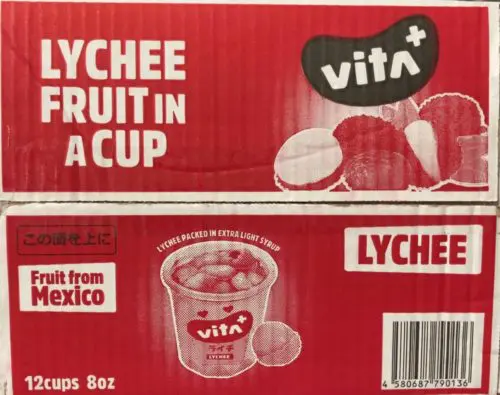 LYCHEE
FRUIT IN
A CUP
vita+
この面を上に
Fruit from
Mexico
LYCHEE PACKED IN EXTRA LIGHT SYRUP
vita+
ライチ
LYCHEE
LYCHEE
12cups 8oz
4 580687 790136